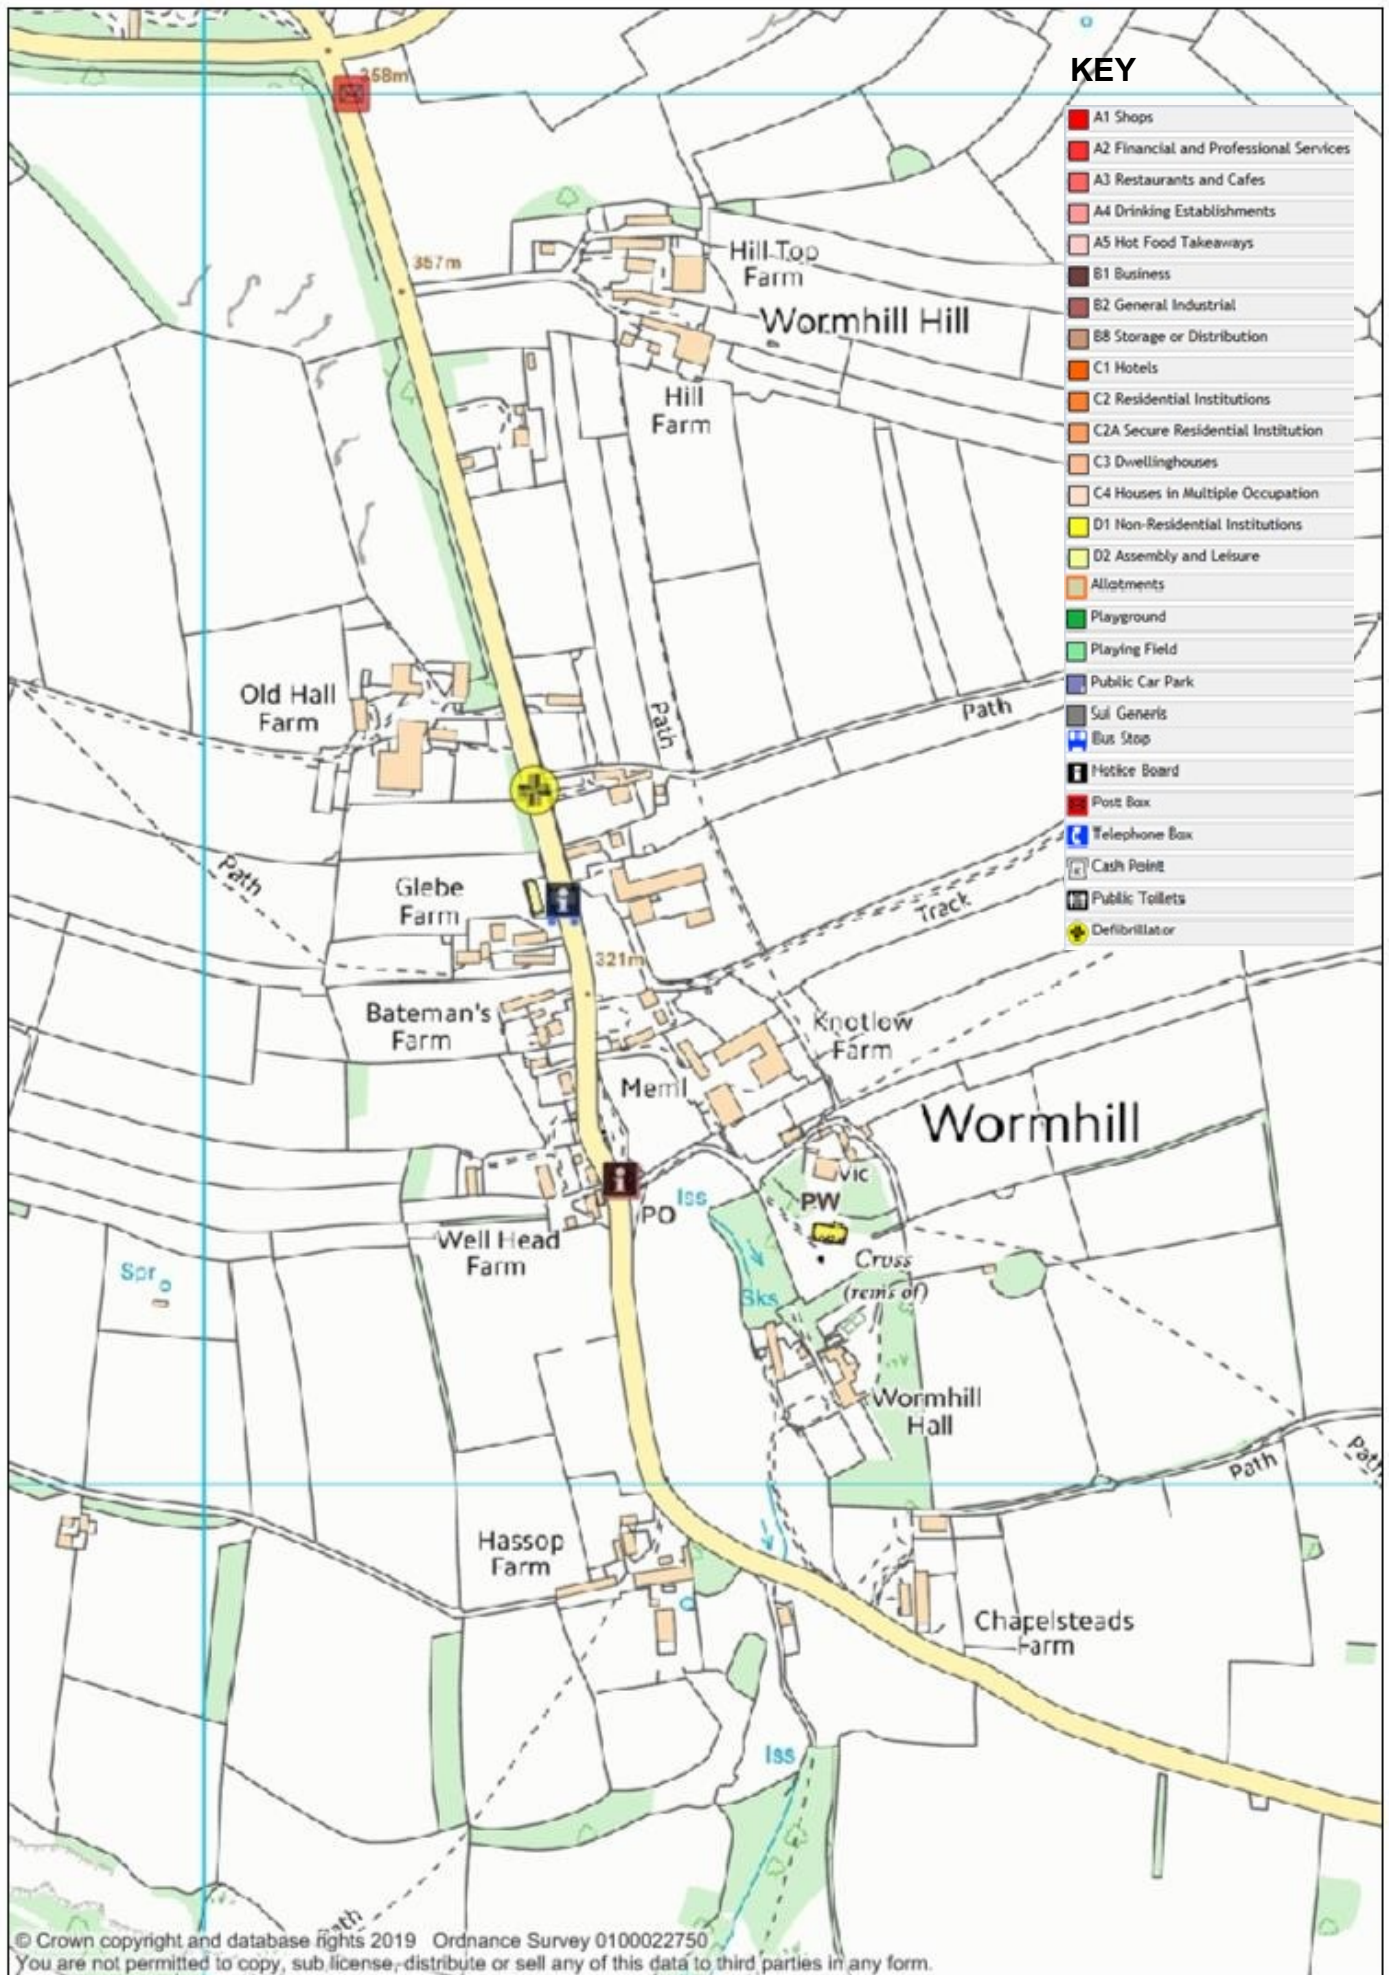 KEY
A1 Shops
A2 Financial and Professional Services
A3 Restaurants and Cafes
A4 Drinking Establishments
A5 Hot Food Takeaways
B1 Business
B2 General Industrial
B8 Storage or Distribution
C1 Hotels
C2 Residential Institutions
C2A Secure Residential Institution
C3 Dwellinghouses
C4 Houses in Multiple Occupation
D1 Non-Residential Institutions
D2 Assembly and Leisure
Allotments
Playground
Playing Field
Public Car Park
Sui Generis
Bus Stop
Notice Board
Post Box
Telephone Box
Cash Point
Public Toilets
Defibrillator
358m
Hill Top
Farm
367m
Wormhill Hill
Hill
Farm
Old Hall
Farm
Path
Path
Path
Glebe
Farm
Track
321m
Bateman's
Farm
Knotlow
Farm
Meml
Wormhill
Vic
PW
Iss
PO
Well Head
Farm
Cross
(rems of)
Spr
Sks
Wormhill
Hall
Path
Path
Hassop
Farm
Chapelsteads
Farm
Iss
Path
© Crown copyright and database rights 2019 Ordnance Survey 0100022750
You are not permitted to copy, sub license, distribute or sell any of this data to third parties in any form.